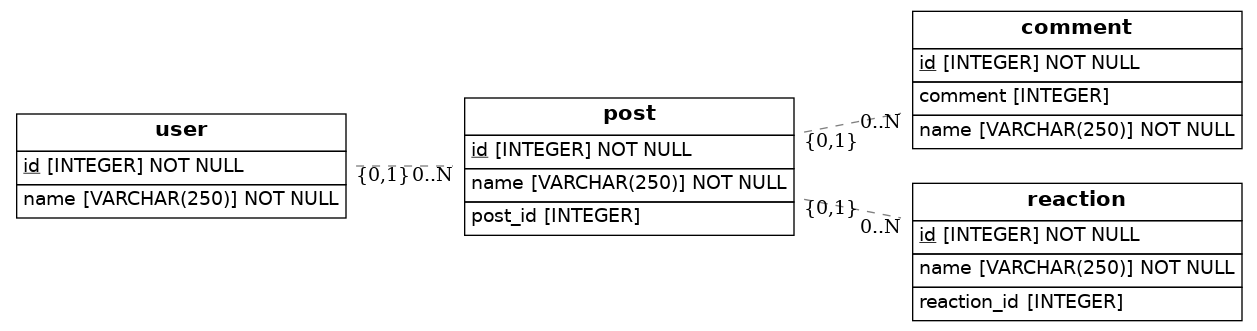 user
id [INTEGER] NOT NULL
name [VARCHAR(250)] NOT NULL
{0,1}
0..N
post
id [INTEGER] NOT NULL
name [VARCHAR(250)] NOT NULL
post_id [INTEGER]
{0,1}
0..N
{0,1}
0..N
comment
id [INTEGER] NOT NULL
comment [INTEGER]
name [VARCHAR(250)] NOT NULL
reaction
id [INTEGER] NOT NULL
name [VARCHAR(250)] NOT NULL
reaction_id [INTEGER]